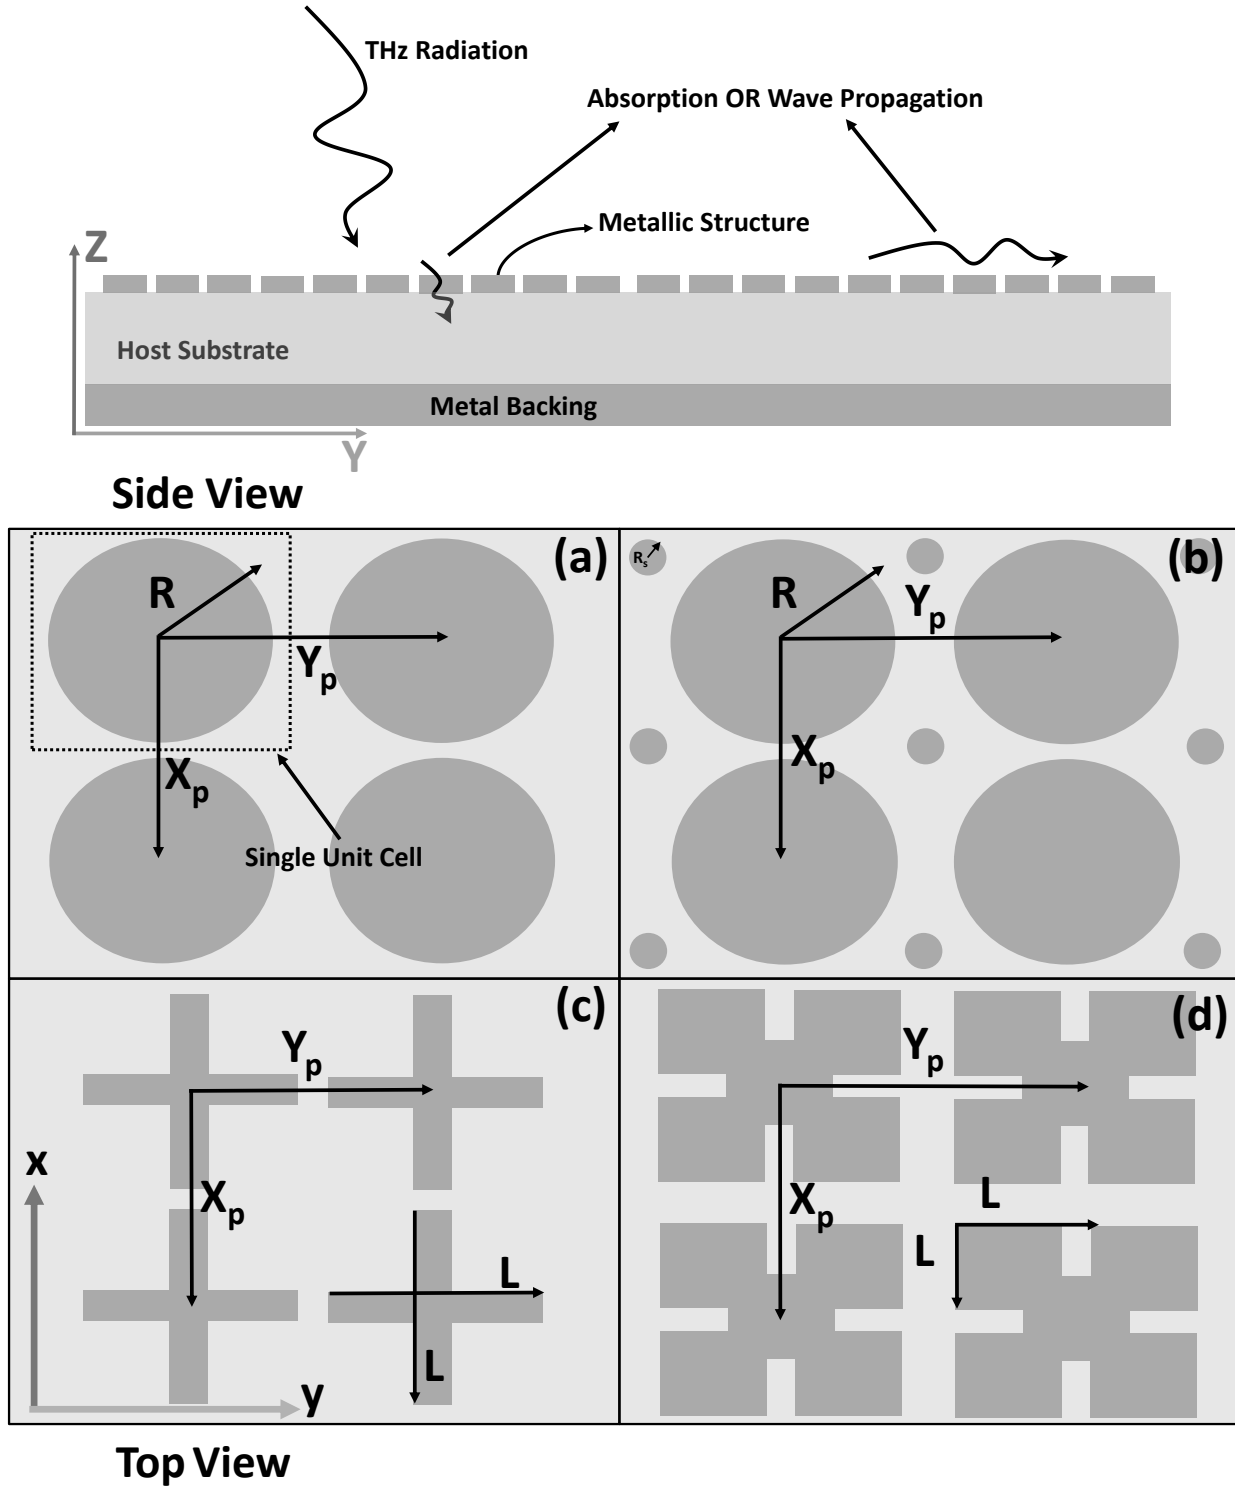 THz Radiation
Absorption OR Wave Propagation
Metallic Structure
Z
Host Substrate
Metal Backing
Y
Side View
(a)
R
Yp
Xp
Single Unit Cell
(b)
Rs
R
Yp
Xp
(c)
Yp
Xp
x
L
L
y
(d)
Yp
Xp
L
L
Top View